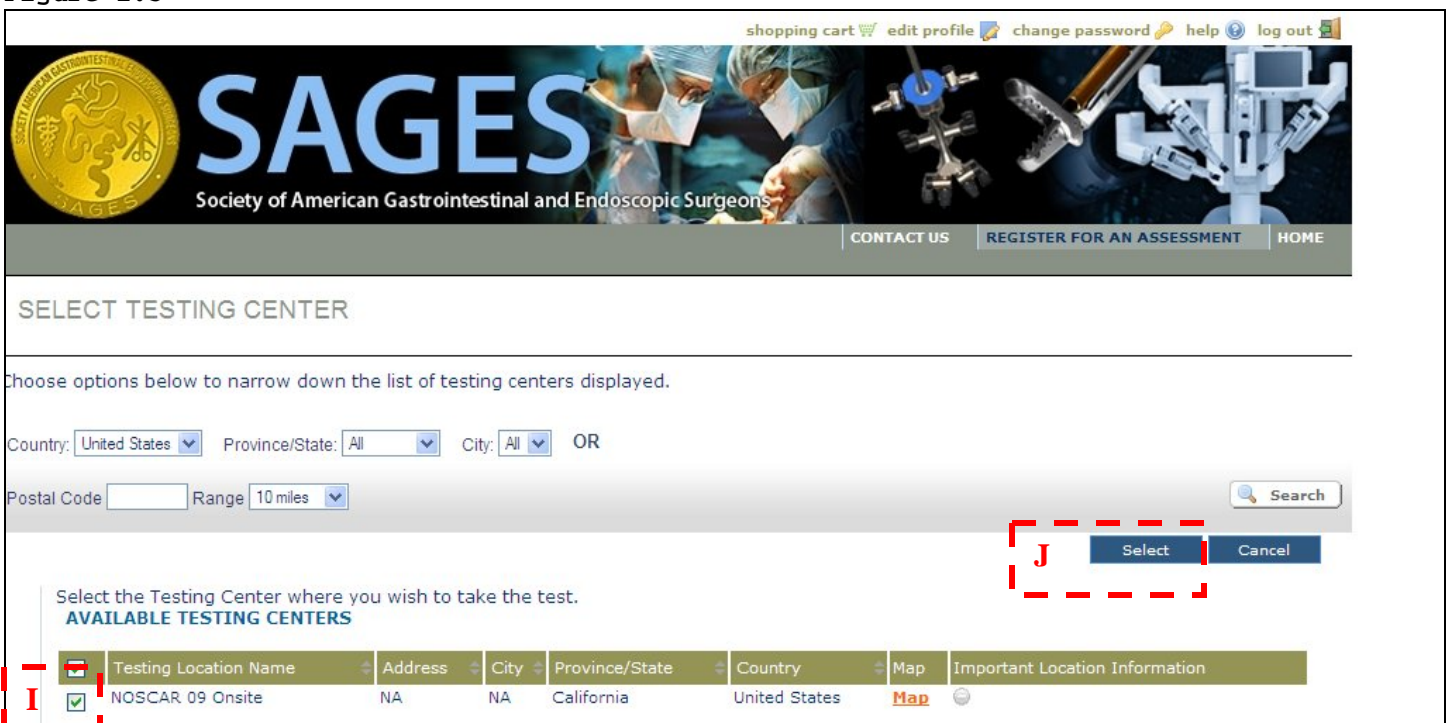 shopping cart edit profile change password help log out
SAGES
Society of American Gastrointestinal and Endoscopic Surgeons
SAGES
CONTACT US REGISTER FOR AN ASSESSMENT HOME
SELECT TESTING CENTER
Choose options below to narrow down the list of testing centers displayed.
Country: United States Province/State: All City: All OR
Postal Code Range 10 miles Search
J Select Cancel
Select the Testing Center where you wish to take the test.
AVAILABLE TESTING CENTERS
Testing Location Name Address City Province/State Country Map Important Location Information
I NOSCAR 09 Onsite NA NA California United States Map